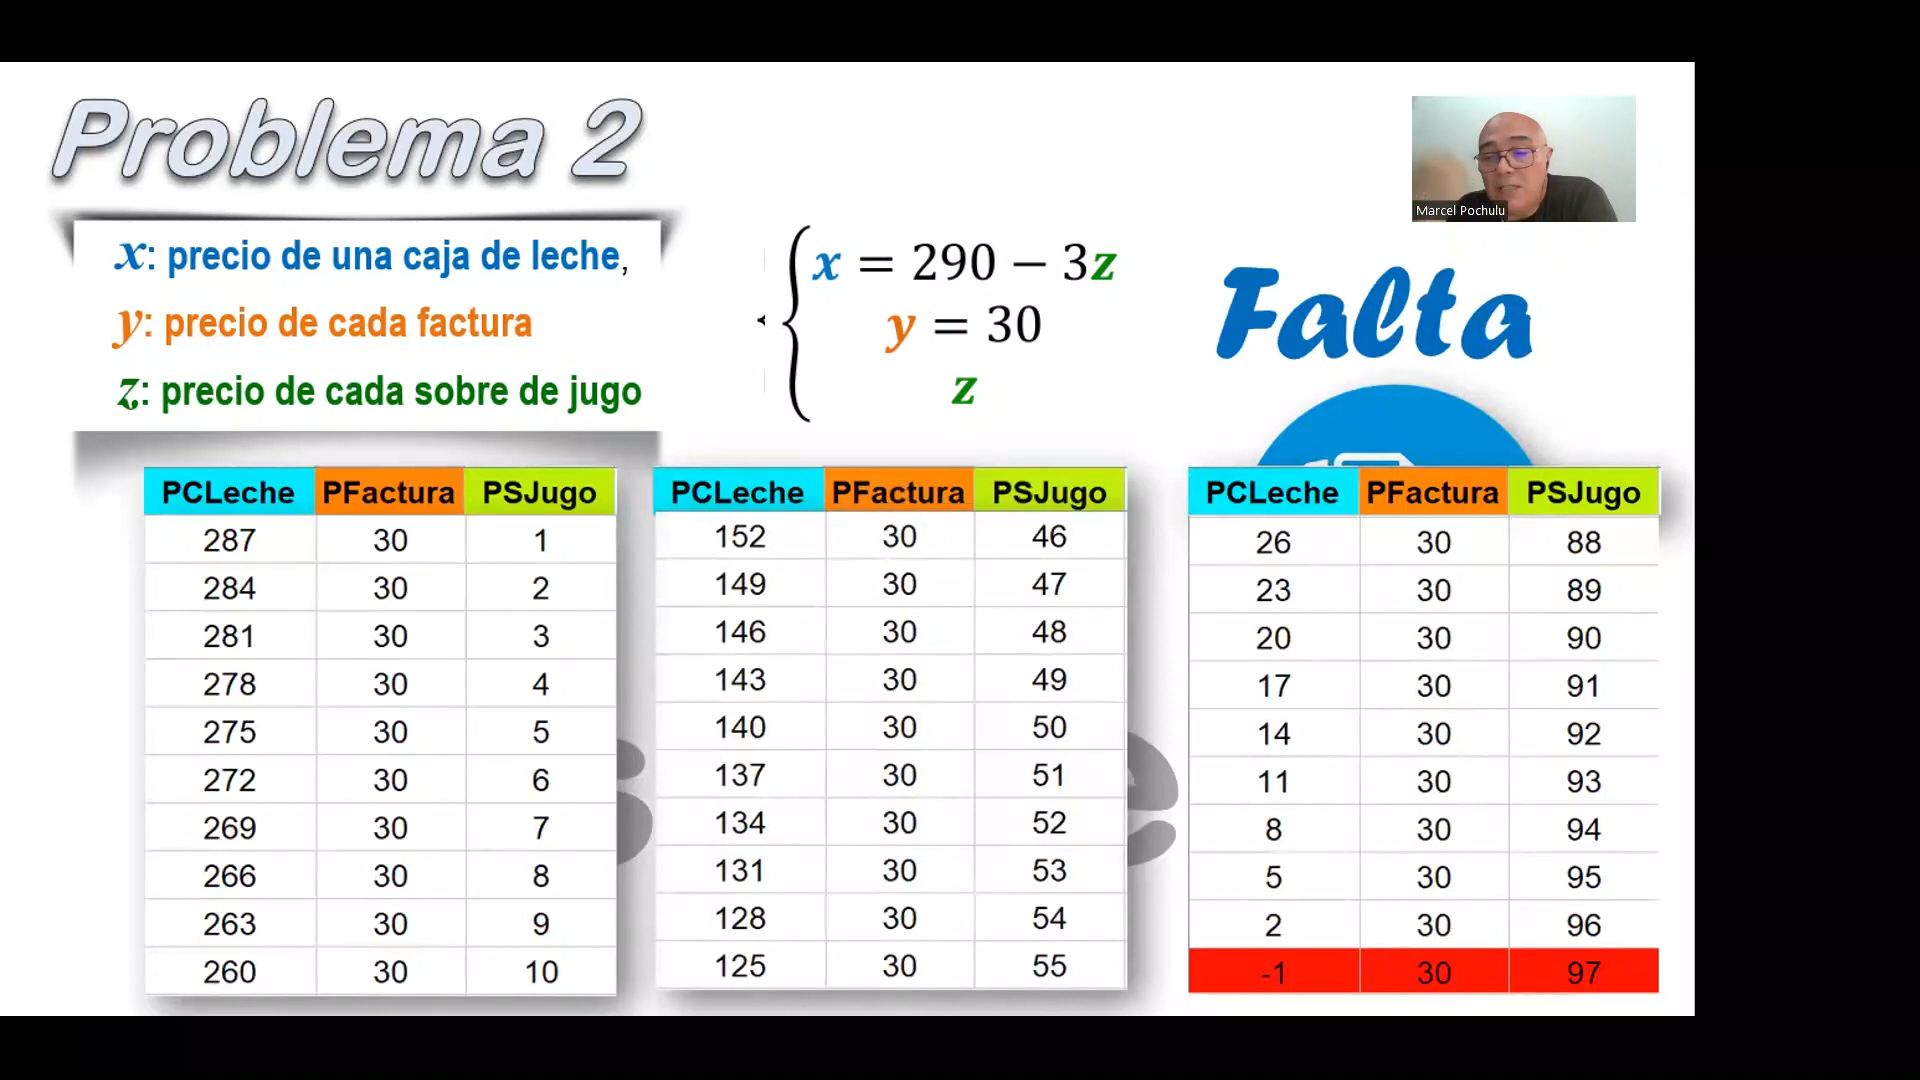 Problema 2
x: precio de una caja de leche,
y: precio de cada factura
z: precio de cada sobre de jugo
x = 290 − 3z
y = 30
z
Falta
Marcel Pochulu
PCLeche PFactura PSJugo
287 30 1
284 30 2
281 30 3
278 30 4
275 30 5
272 30 6
269 30 7
266 30 8
263 30 9
260 30 10
PCLeche PFactura PSJugo
152 30 46
149 30 47
146 30 48
143 30 49
140 30 50
137 30 51
134 30 52
131 30 53
128 30 54
125 30 55
PCLeche PFactura PSJugo
26 30 88
23 30 89
20 30 90
17 30 91
14 30 92
11 30 93
8 30 94
5 30 95
2 30 96
-1 30 97